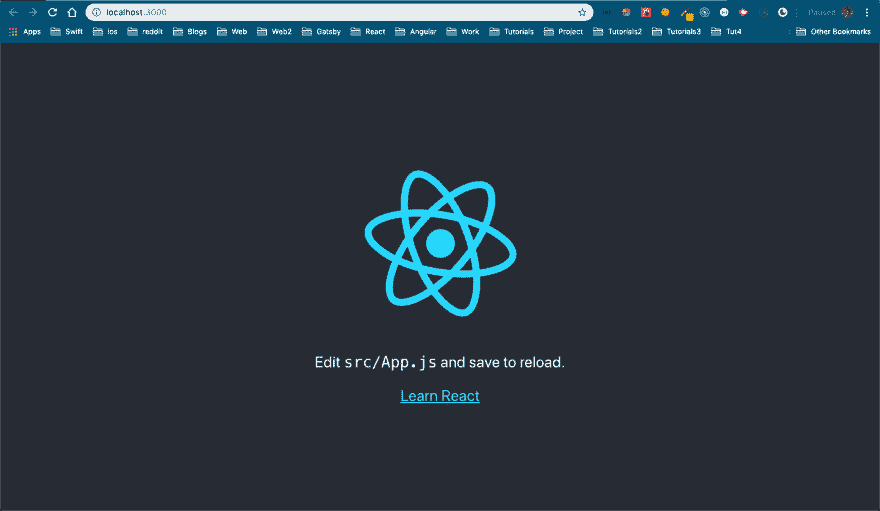 localhost:3000
Paused
Apps Swift Ios reddit Blogs Web Web2 Gatsby React Angular Work Tutorials Project Tutorials2 Tutorials3 Tut4 Other Bookmarks
Edit src/App.js and save to reload.
Learn React